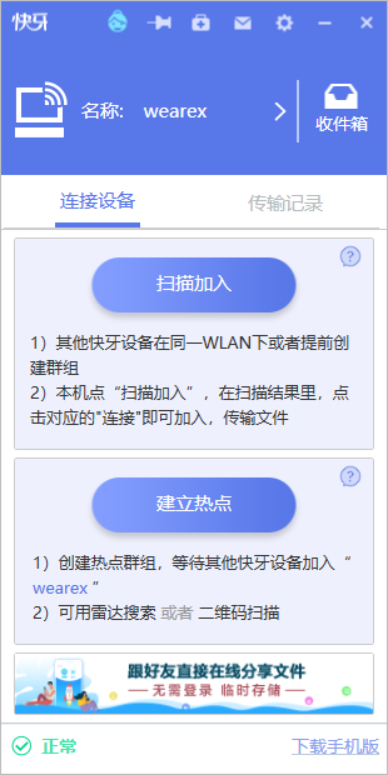 快牙
名称: wearex
收件箱
连接设备 传输记录
扫描加入
1）其他快牙设备在同一WLAN下或者提前创
建群组
2）本机点“扫描加入”，在扫描结果里，点
击对应的"连接"即可加入，传输文件
建立热点
1）创建热点群组，等待其他快牙设备加入“
wearex ”
2）可用雷达搜索 或者 二维码扫描
跟好友直接在线分享文件
无需登录 临时存储
正常 下载手机版